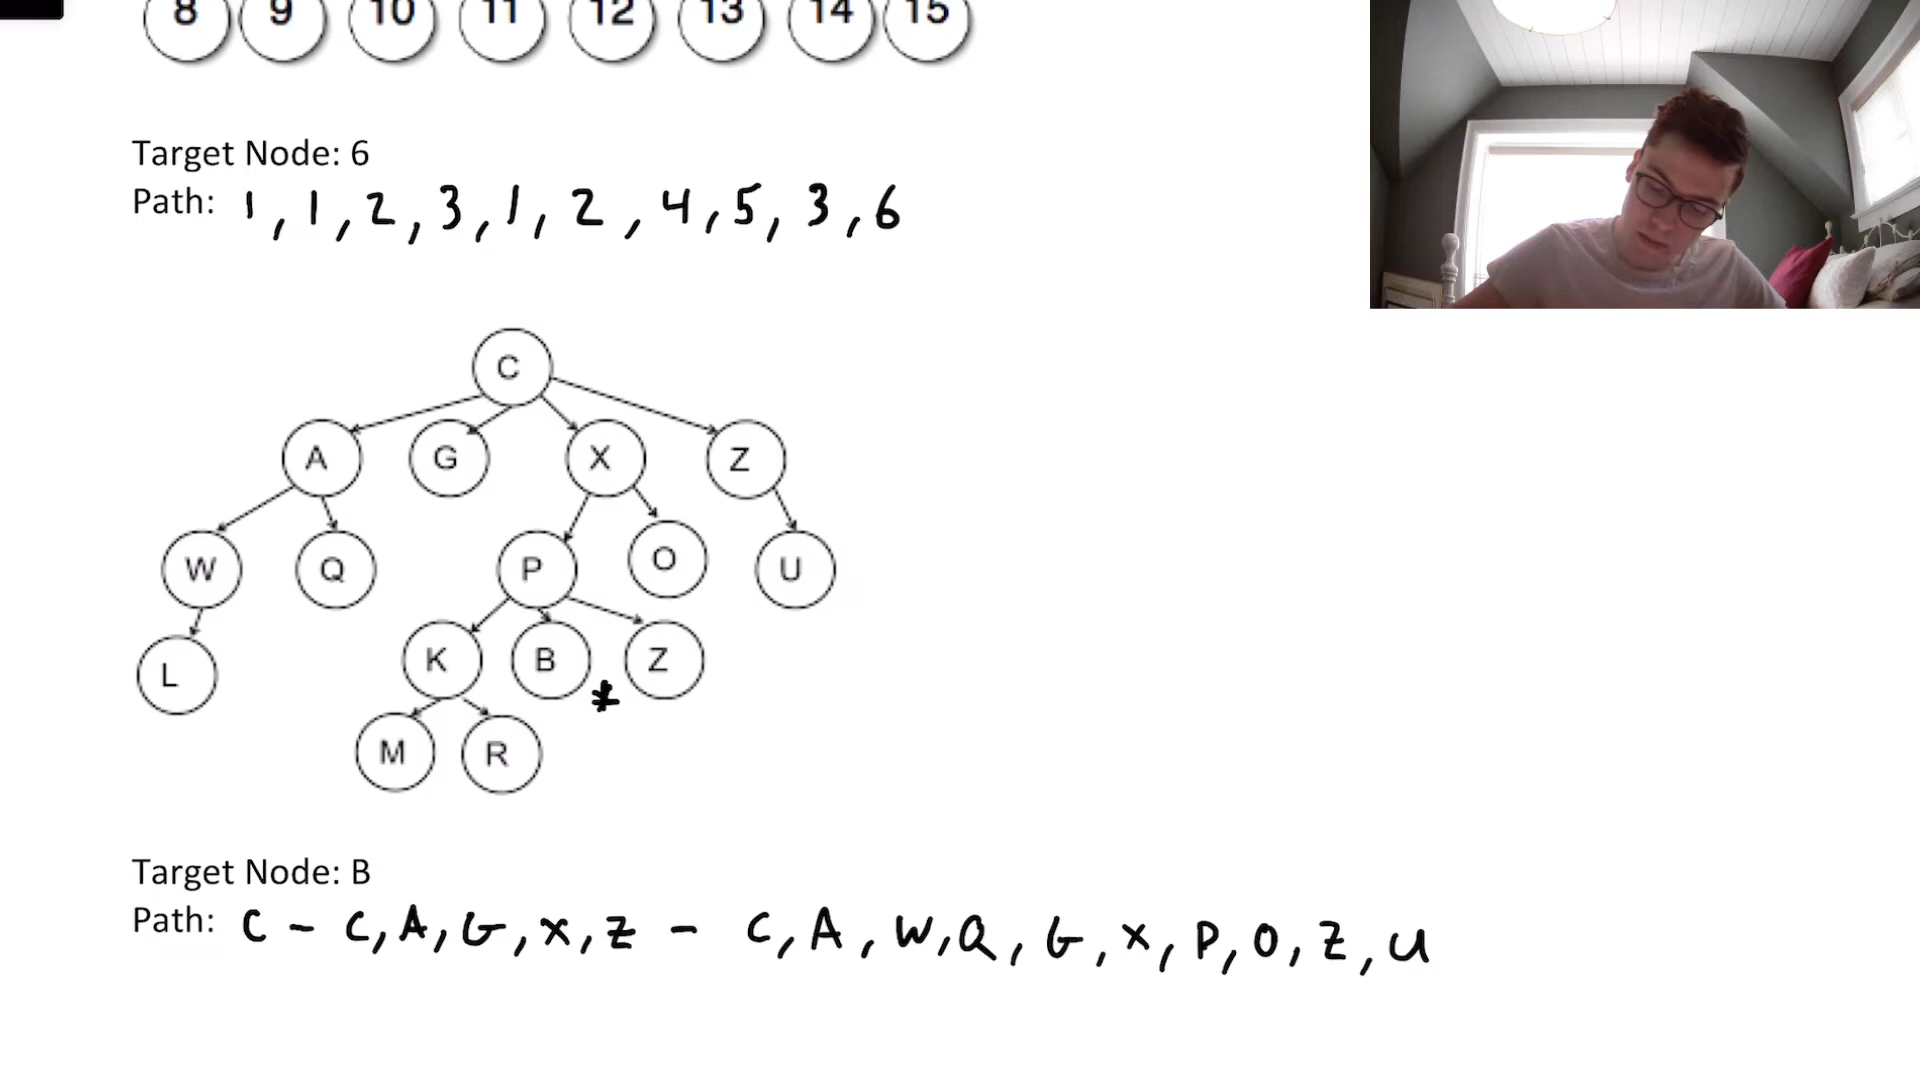 8 9 10 11 12 13 14 15
Target Node: 6
Path: 1, 1, 2, 3, 1, 2, 4, 5, 3, 6
C
A G X Z
W Q P O U
L K B Z
*
M R
Target Node: B
Path: C - C, A, G, X, Z - C, A, W, Q, G, X, P, O, Z, U